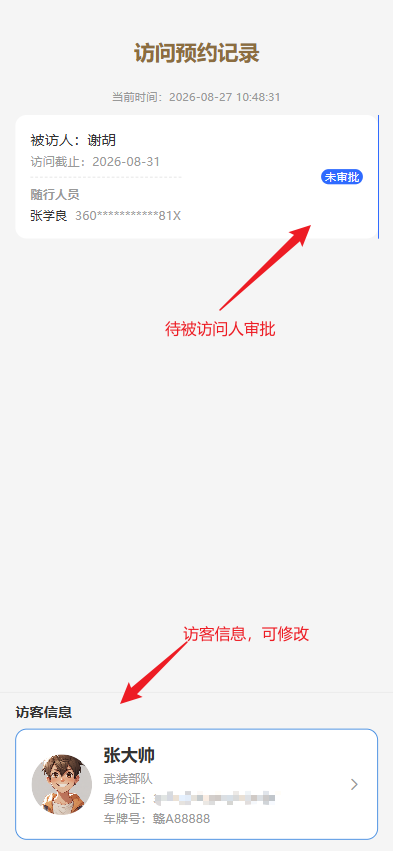 访问预约记录
当前时间：2026-08-27 10:48:31
被访人：谢胡
访问截止：2026-08-31
未审批
随行人员
张学良 360***********81X
待被访问人审批
访客信息，可修改
访客信息
张大帅
武装部队
身份证：
车牌号：赣A88888